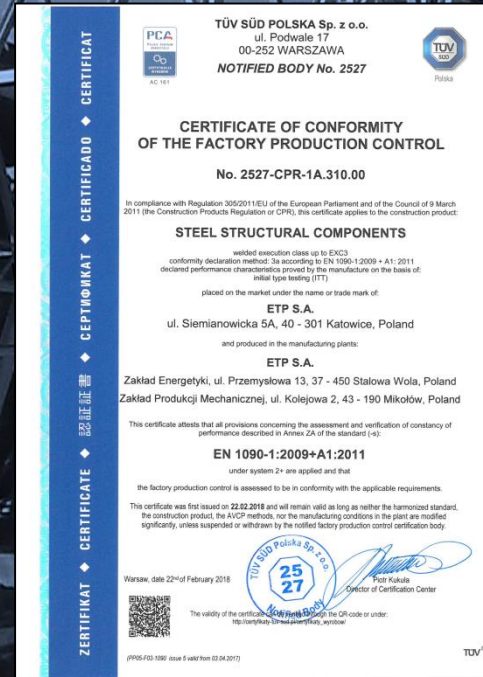 ZERTIFIKAT ◆ CERTIFICATE ◆ 認証証書 ◆ СЕРТИФИКАТ ◆ CERTIFICADO ◆ CERTIFICAT
PCA
AC 161
TÜV SÜD POLSKA Sp. z o.o.
ul. Podwale 17
00-252 WARSZAWA
NOTIFIED BODY No. 2527
TÜV
SÜD
Polska
CERTIFICATE OF CONFORMITY
OF THE FACTORY PRODUCTION CONTROL
No. 2527-CPR-1A.310.00
In compliance with Regulation 305/2011/EU of the European Parliament and of the Council of 9 March
2011 (the Construction Products Regulation or CPR), this certificate applies to the construction product:
STEEL STRUCTURAL COMPONENTS
welded execution class up to EXC3
conformity declaration method: 3a according to EN 1090-1:2009 + A1: 2011
declared performance characteristics proved by the manufacture on the basis of:
initial type testing (ITT)
placed on the market under the name or trade mark of:
ETP S.A.
ul. Siemianowicka 5A, 40 - 301 Katowice, Poland
and produced in the manufacturing plants:
ETP S.A.
Zakład Energetyki, ul. Przemysłowa 13, 37 - 450 Stalowa Wola, Poland
Zakład Produkcji Mechanicznej, ul. Kolejowa 2, 43 - 190 Mikołów, Poland
This certificate attests that all provisions concerning the assessment and verification of constancy of
performance described in Annex ZA of the standard (-s):
EN 1090-1:2009+A1:2011
under system 2+ are applied and that
the factory production control is assessed to be in conformity with the applicable requirements.
This certificate was first issued on 22.02.2018 and will remain valid as long as neither the harmonized standard,
the construction product, the AVCP methods, nor the manufacturing conditions in the plant are modified
significantly, unless suspended or withdrawn by the notified factory production control certification body.
TÜV SÜD Polska Sp. z o.o.
25
27
Notified Body
Warsaw, date 22nd of February 2018
Piotr Kukuła
Director of Certification Center
The validity of the certificate through the QR-code or under:
(PP05-F03-1090 issue 5 valid from 03.04.2017)
TÜV